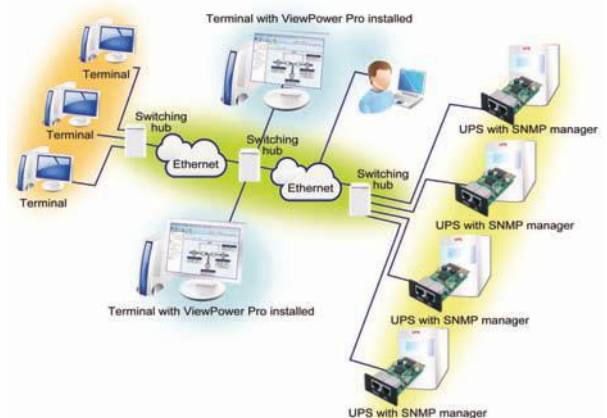 Terminal with ViewPower Pro installed
Terminal
Terminal
Terminal
Switching
hub
Ethernet
Switching
hub
Ethernet
Switching
hub
UPS with SNMP manager
UPS with SNMP manager
UPS with SNMP manager
UPS with SNMP manager
Terminal with ViewPower Pro installed